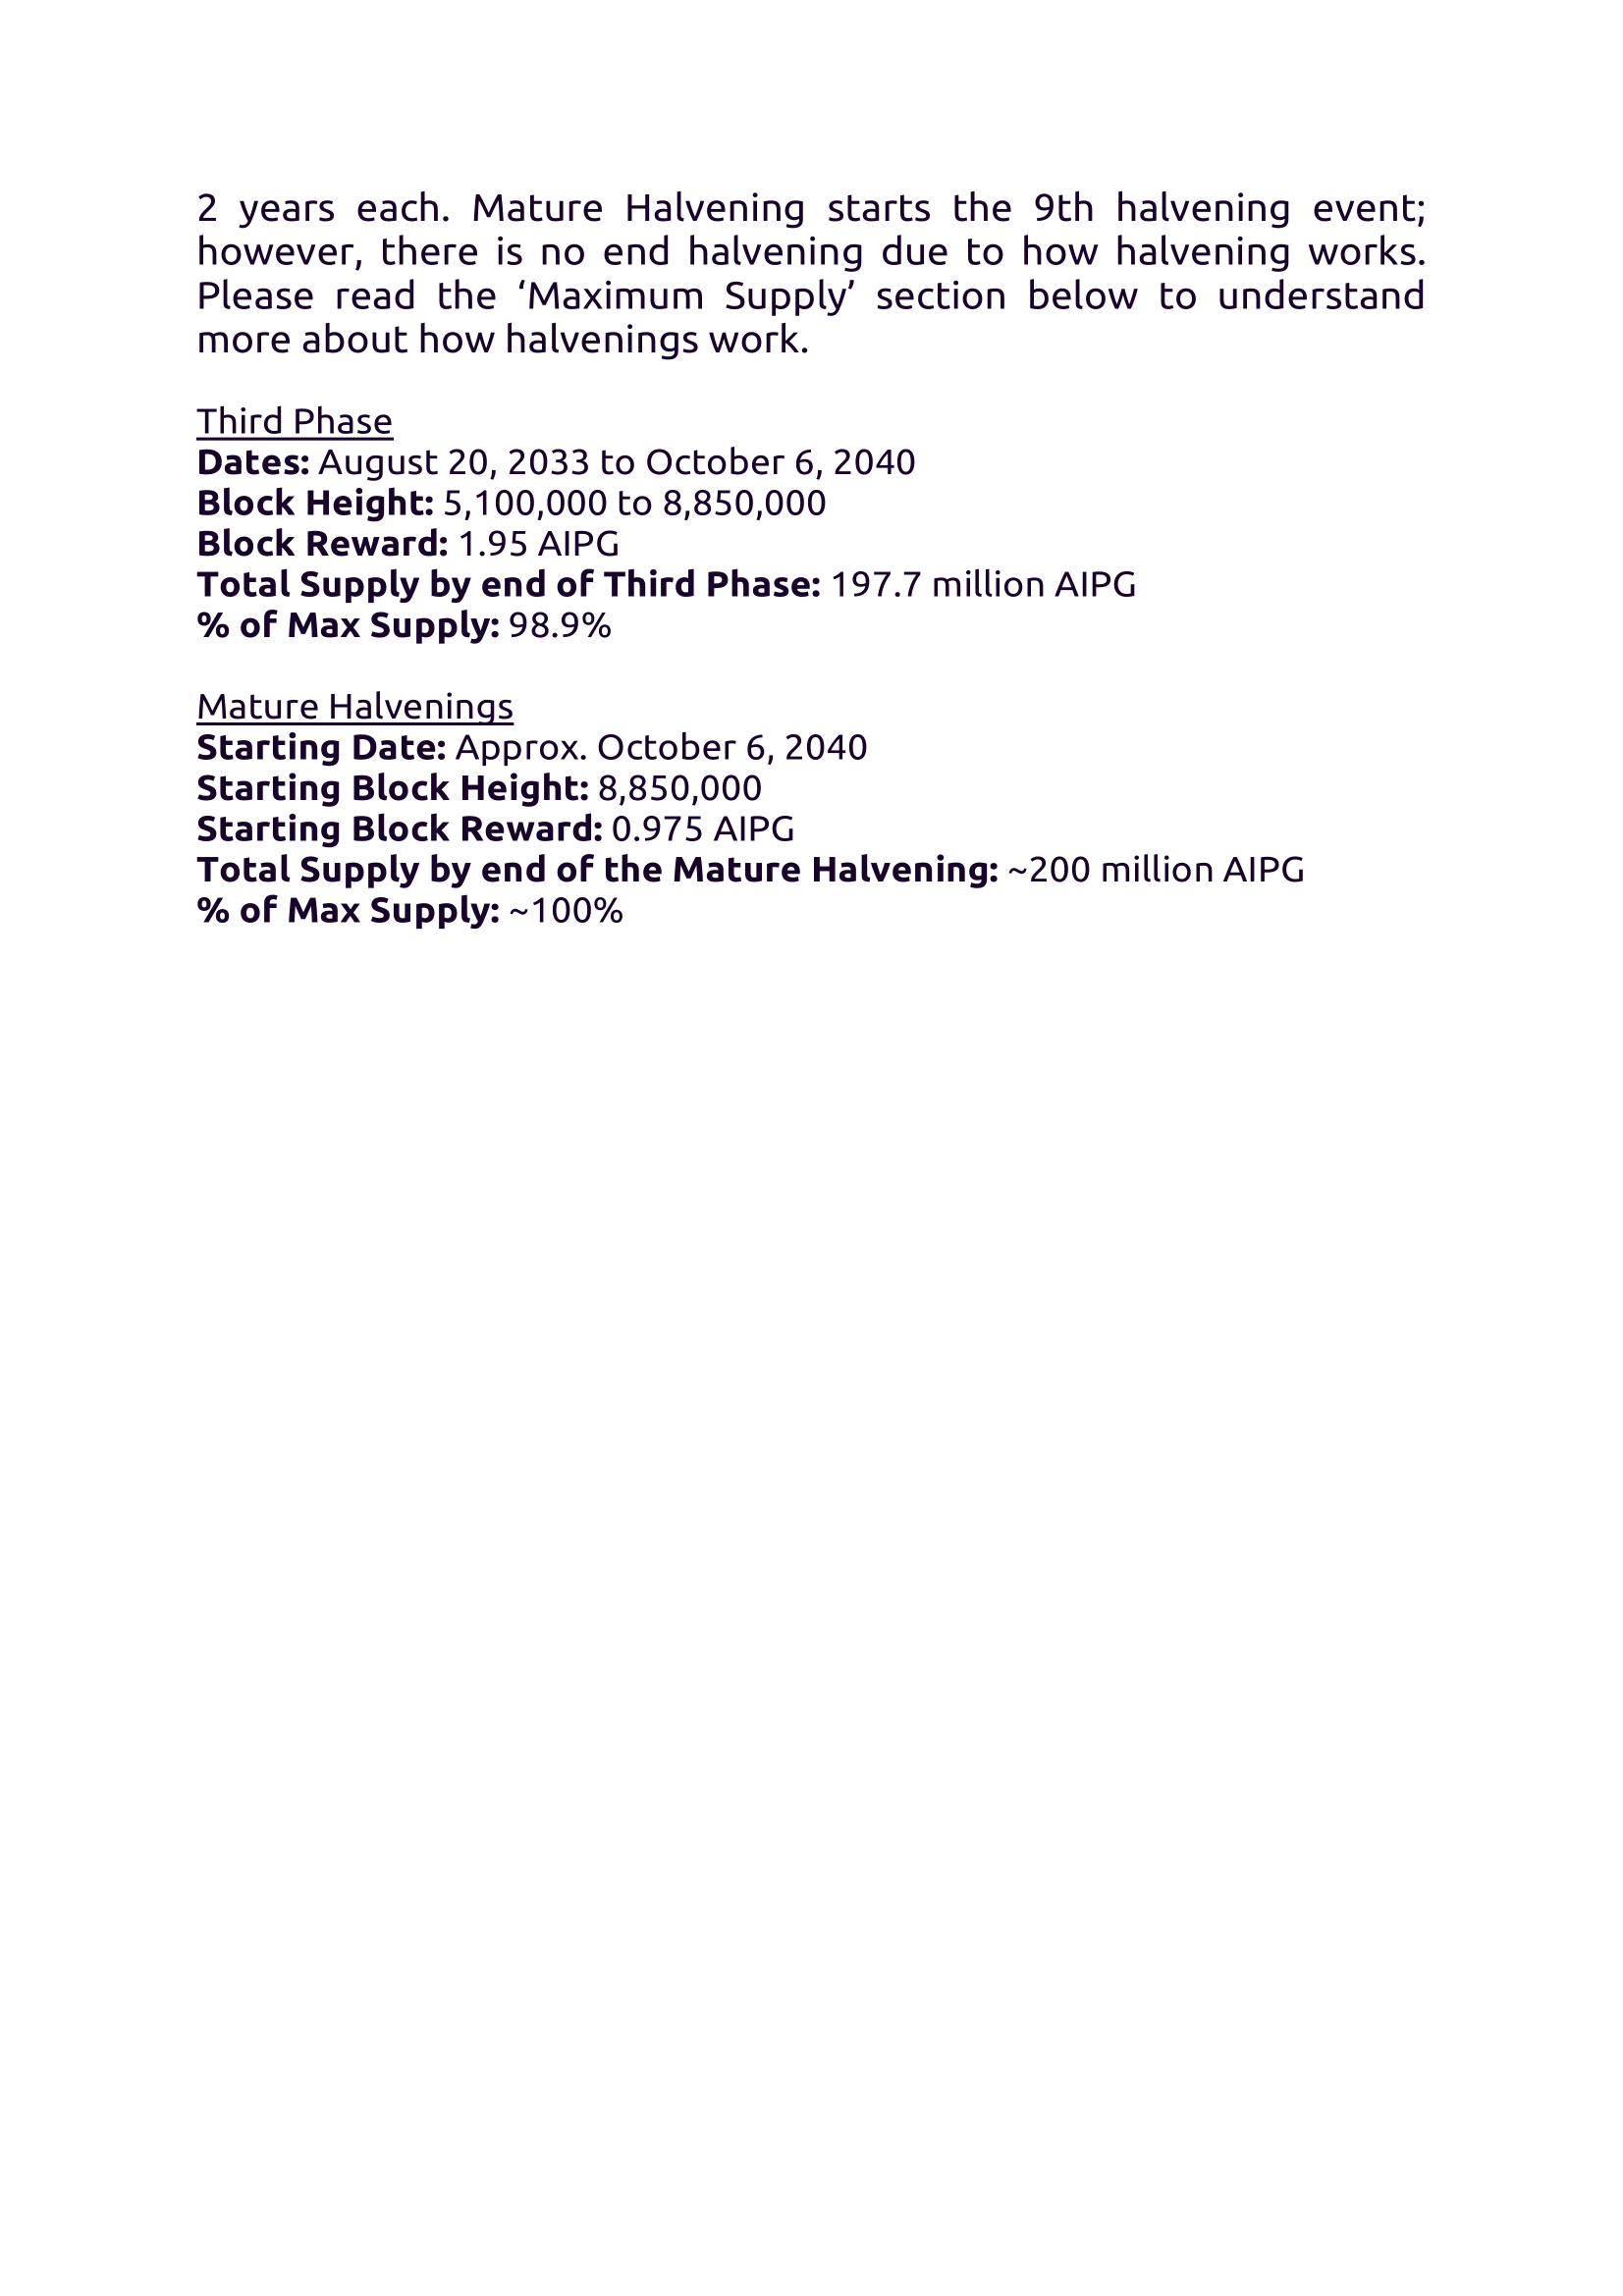 2 years each. Mature Halvening starts the 9th halvening event;
however, there is no end halvening due to how halvening works.
Please read the ‘Maximum Supply’ section below to understand
more about how halvenings work.
Third Phase
Dates: August 20, 2033 to October 6, 2040
Block Height: 5,100,000 to 8,850,000
Block Reward: 1.95 AIPG
Total Supply by end of Third Phase: 197.7 million AIPG
% of Max Supply: 98.9%
Mature Halvenings
Starting Date: Approx. October 6, 2040
Starting Block Height: 8,850,000
Starting Block Reward: 0.975 AIPG
Total Supply by end of the Mature Halvening: ~200 million AIPG
% of Max Supply: ~100%